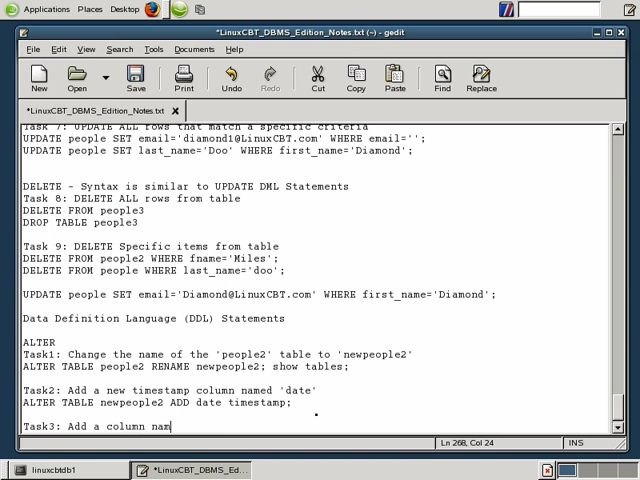 Applications Places Desktop
*LinuxCBT_DBMS_Edition_Notes.txt (~) - gedit
File Edit View Search Tools Documents Help
New Open Save Print Undo Redo Cut Copy Paste Find Replace
*LinuxCBT_DBMS_Edition_Notes.txt
Task 7: UPDATE ALL rows that match a specific criteria
UPDATE people SET email='diamond1@LinuxCBT.com' WHERE email='';
UPDATE people SET last_name='Doo' WHERE first_name='Diamond';
DELETE - Syntax is similar to UPDATE DML Statements
Task 8: DELETE ALL rows from table
DELETE FROM people3
DROP TABLE people3
Task 9: DELETE Specific items from table
DELETE FROM people2 WHERE fname='Miles';
DELETE FROM people WHERE last_name='doo';
UPDATE people SET email='Diamond@LinuxCBT.com' WHERE first_name='Diamond';
Data Definition Language (DDL) Statements
ALTER
Task1: Change the name of the 'people2' table to 'newpeople2'
ALTER TABLE people2 RENAME newpeople2; show tables;
Task2: Add a new timestamp column named 'date'
ALTER TABLE newpeople2 ADD date timestamp;
Task3: Add a column nam
Ln 268, Col 24 INS
linuxcbtdb1 *LinuxCBT_DBMS_Ed...